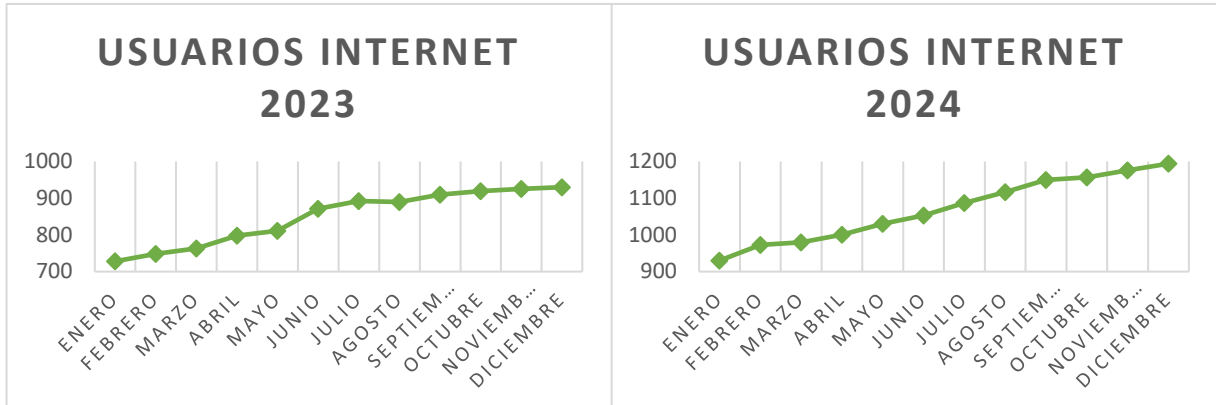 USUARIOS INTERNET
2023
1000
900
800
700
ENERO
FEBRERO
MARZO
ABRIL
MAYO
JUNIO
JULIO
AGOSTO
SEPTIEM...
OCTUBRE
NOVIEMB...
DICIEMBRE
USUARIOS INTERNET
2024
1200
1100
1000
900
ENERO
FEBRERO
MARZO
ABRIL
MAYO
JUNIO
JULIO
AGOSTO
SEPTIEM...
OCTUBRE
NOVIEMB...
DICIEMBRE